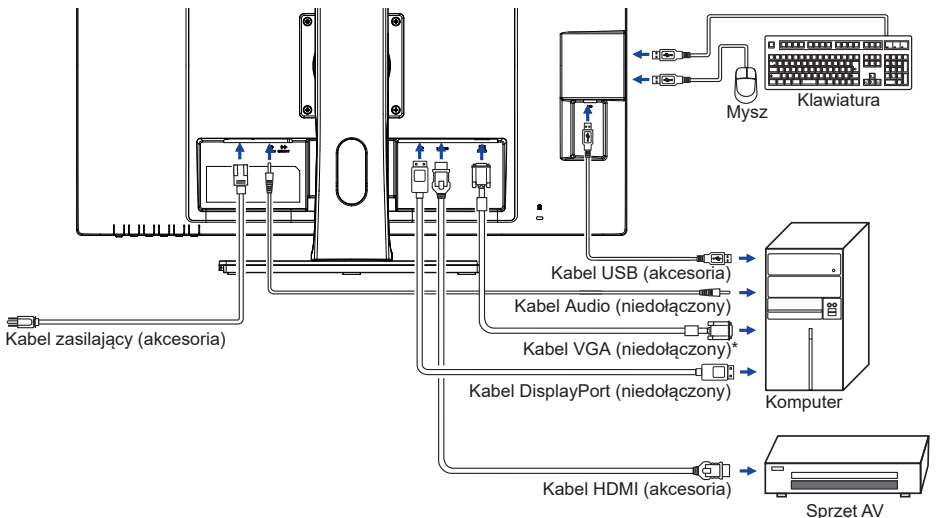 Mysz
Klawiatura
Kabel USB (akcesoria)
Kabel Audio (niedołączony)
Kabel zasilający (akcesoria)
Kabel VGA (niedołączony)*
Kabel DisplayPort (niedołączony)
Komputer
Kabel HDMI (akcesoria)
Sprzęt AV